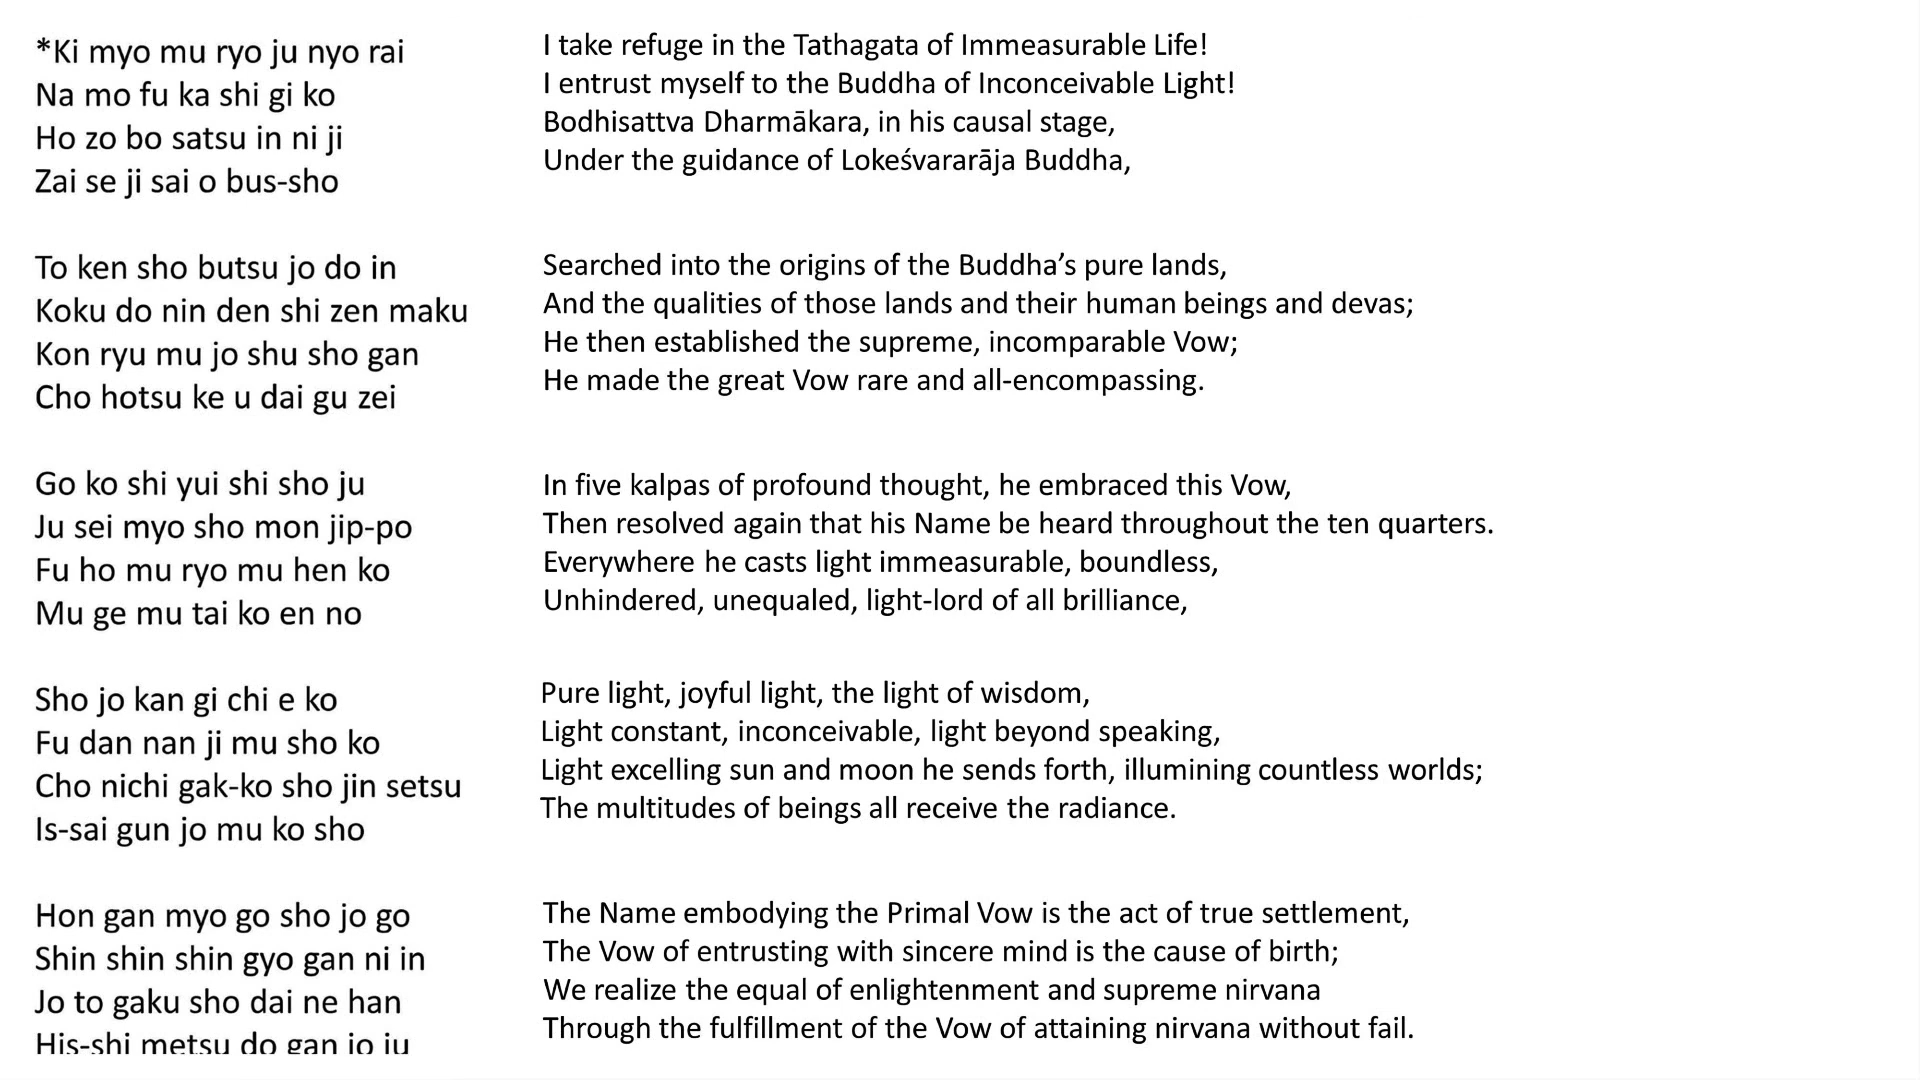 *Ki myo mu ryo ju nyo rai
Na mo fu ka shi gi ko
Ho zo bo satsu in ni ji
Zai se ji sai o bus-sho
To ken sho butsu jo do in
Koku do nin den shi zen maku
Kon ryu mu jo shu sho gan
Cho hotsu ke u dai gu zei
Go ko shi yui shi sho ju
Ju sei myo sho mon jip-po
Fu ho mu ryo mu hen ko
Mu ge mu tai ko en no
Sho jo kan gi chi e ko
Fu dan nan ji mu sho ko
Cho nichi gak-ko sho jin setsu
Is-sai gun jo mu ko sho
Hon gan myo go sho jo go
Shin shin shin gyo gan ni in
Jo to gaku sho dai ne han
His-shi metsu do gan jo ju
I take refuge in the Tathagata of Immeasurable Life!
I entrust myself to the Buddha of Inconceivable Light!
Bodhisattva Dharmākara, in his causal stage,
Under the guidance of Lokeśvararāja Buddha,
Searched into the origins of the Buddha’s pure lands,
And the qualities of those lands and their human beings and devas;
He then established the supreme, incomparable Vow;
He made the great Vow rare and all-encompassing.
In five kalpas of profound thought, he embraced this Vow,
Then resolved again that his Name be heard throughout the ten quarters.
Everywhere he casts light immeasurable, boundless,
Unhindered, unequaled, light-lord of all brilliance,
Pure light, joyful light, the light of wisdom,
Light constant, inconceivable, light beyond speaking,
Light excelling sun and moon he sends forth, illumining countless worlds;
The multitudes of beings all receive the radiance.
The Name embodying the Primal Vow is the act of true settlement,
The Vow of entrusting with sincere mind is the cause of birth;
We realize the equal of enlightenment and supreme nirvana
Through the fulfillment of the Vow of attaining nirvana without fail.